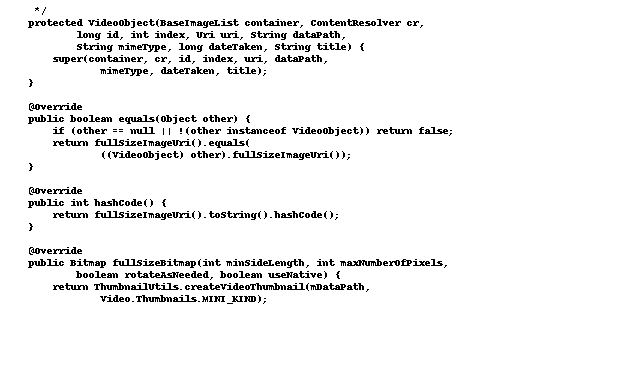 */
protected VideoObject(BaseImageList container, ContentResolver cr,
        long id, int index, Uri uri, String dataPath,
        String mimeType, long dateTaken, String title) {
    super(container, cr, id, index, uri, dataPath,
            mimeType, dateTaken, title);
}

@Override
public boolean equals(Object other) {
    if (other == null || !(other instanceof VideoObject)) return false;
    return fullSizeImageUri().equals(
            ((VideoObject) other).fullSizeImageUri());
}

@Override
public int hashCode() {
    return fullSizeImageUri().toString().hashCode();
}

@Override
public Bitmap fullSizeBitmap(int minSideLength, int maxNumberOfPixels,
        boolean rotateAsNeeded, boolean useNative) {
    return ThumbnailUtils.createVideoThumbnail(mDataPath,
            Video.Thumbnails.MINI_KIND);